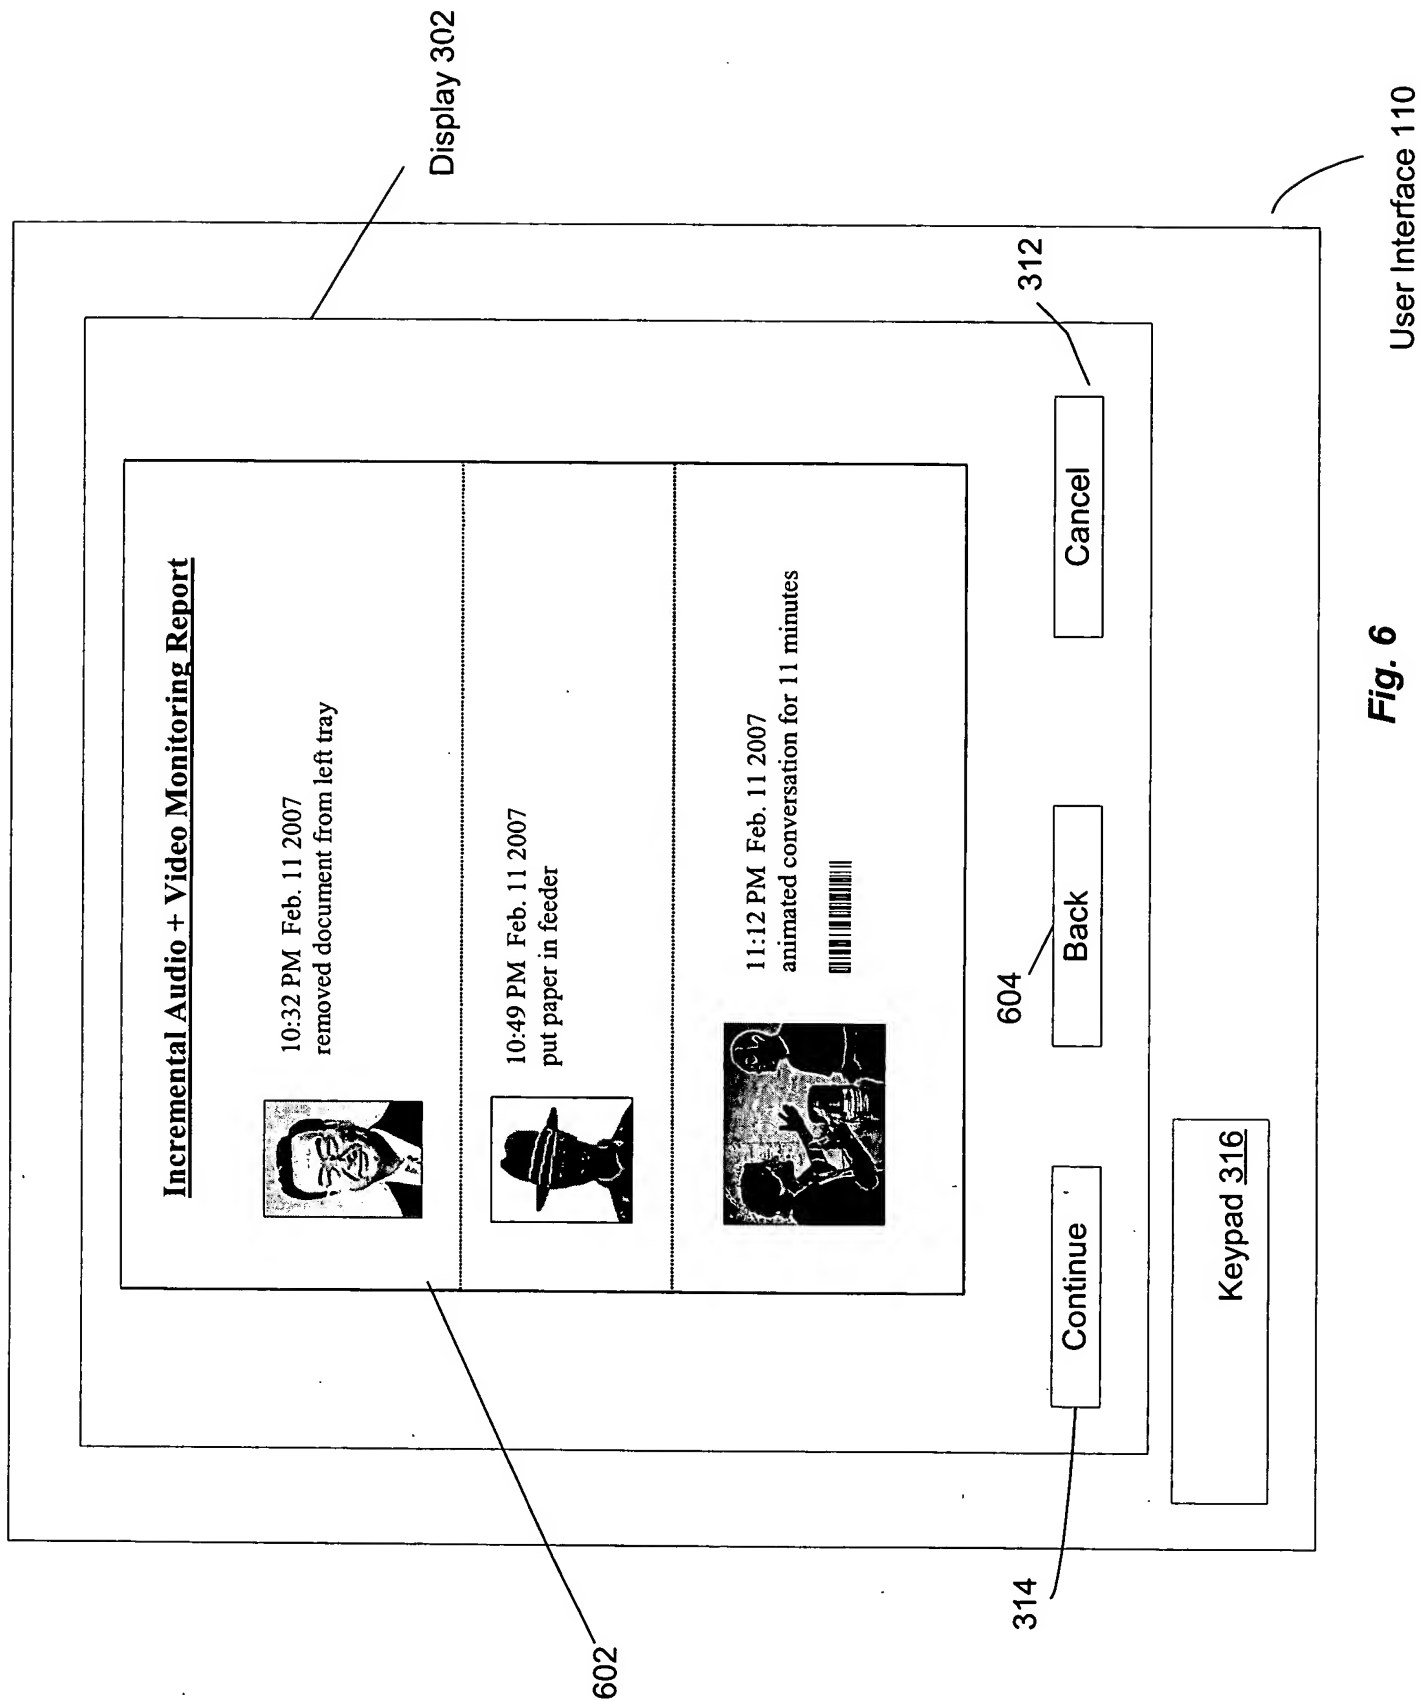 Display 302
Incremental Audio + Video Monitoring Report
10:32 PM Feb. 11 2007
removed document from left tray
10:49 PM Feb. 11 2007
put paper in feeder
602
11:12 PM Feb. 11 2007
animated conversation for 11 minutes
604
312
314
Continue
Back
Cancel
Keypad 316
User Interface 110
Fig. 6